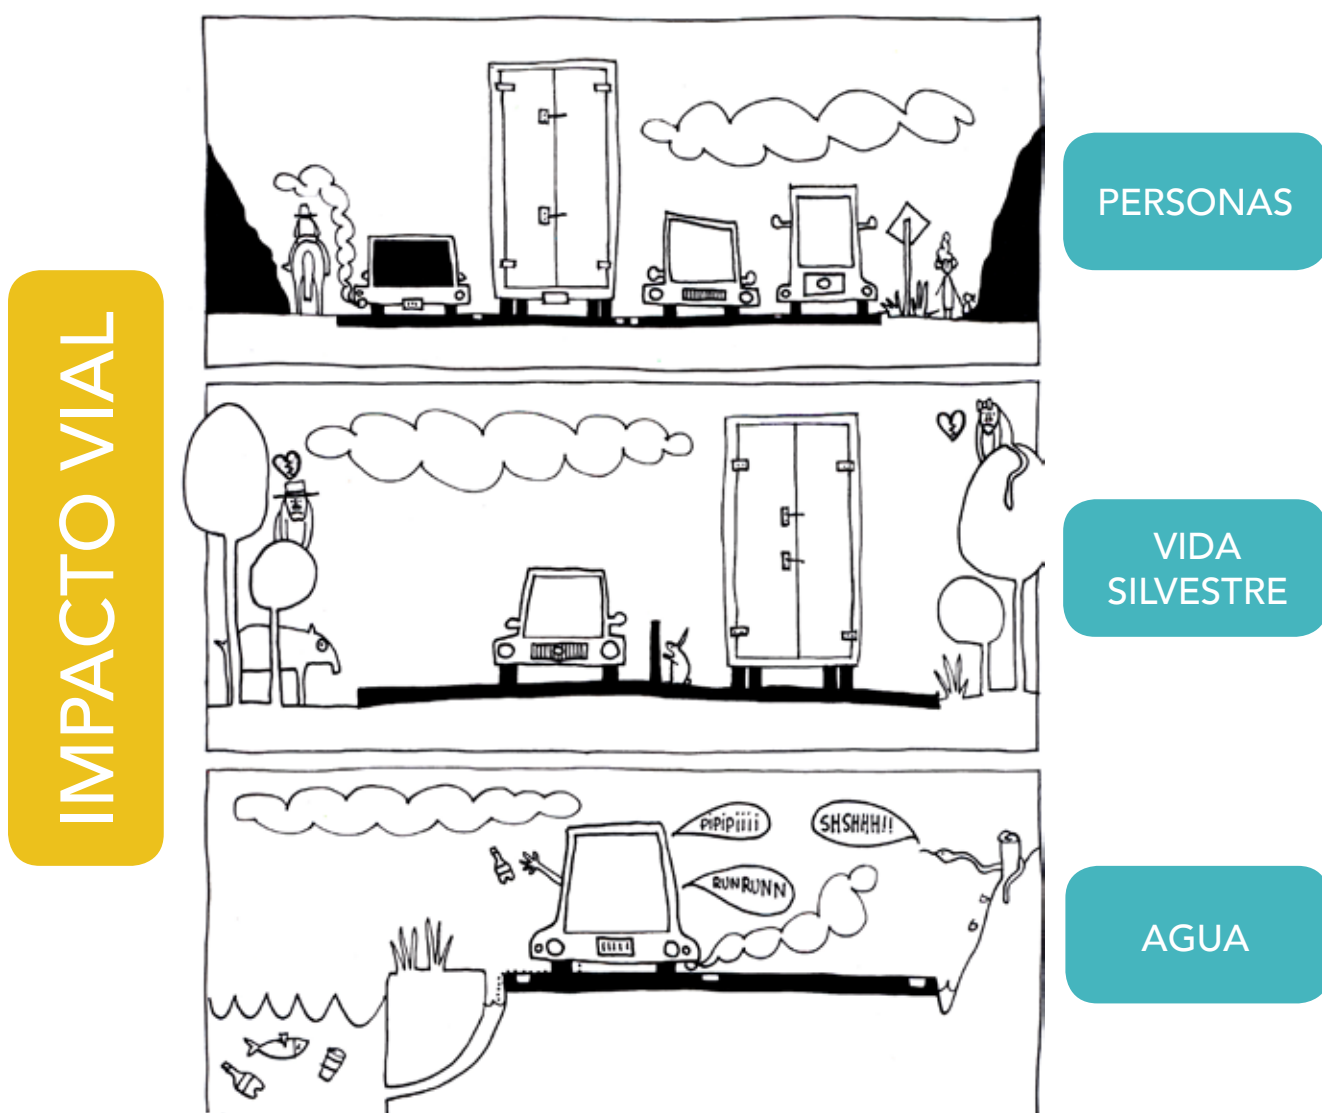 IMPACTO VIAL
PERSONAS
VIDA
SILVESTRE
PiPiPiiii
SHSHHH!!
RUNRUNN
AGUA